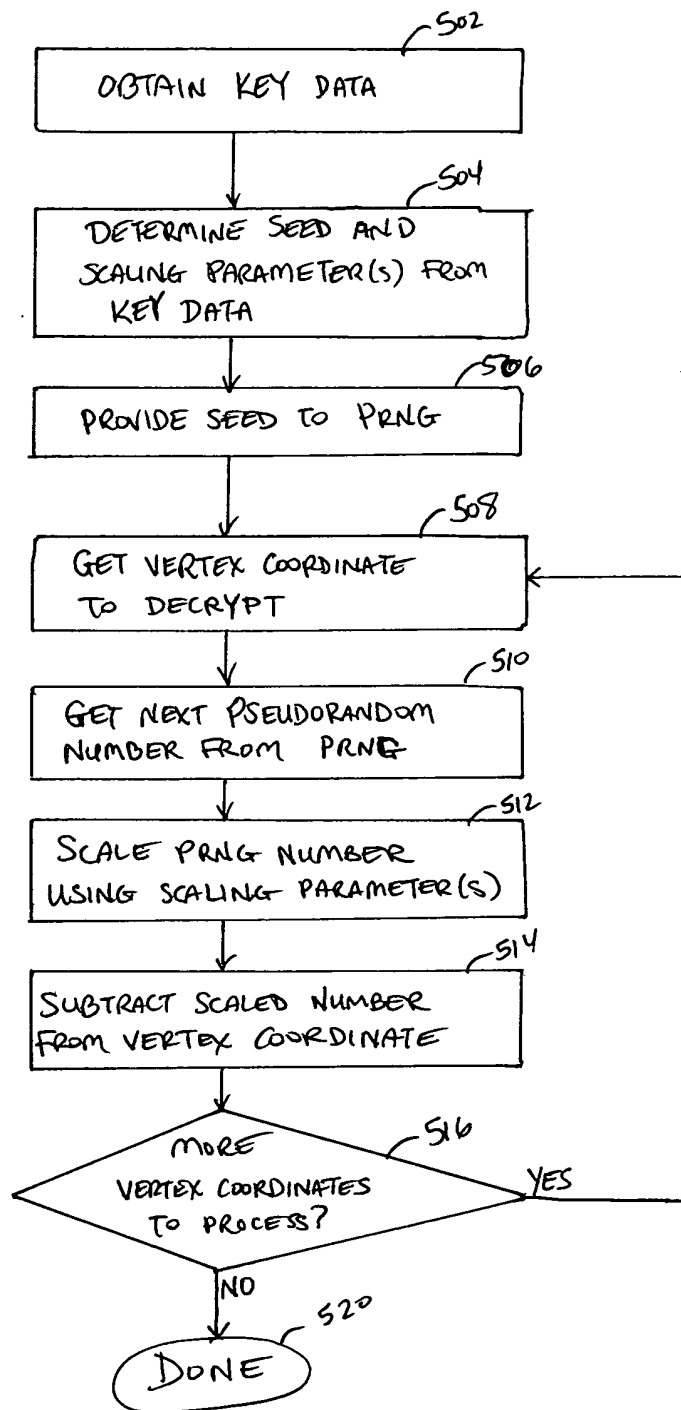 502
OBTAIN KEY DATA
504
DETERMINE SEED AND
SCALING PARAMETER(S) FROM
KEY DATA
506
PROVIDE SEED TO PRNG
508
GET VERTEX COORDINATE
TO DECRYPT
510
GET NEXT PSEUDORANDOM
NUMBER FROM PRNG
512
SCALE PRNG NUMBER
USING SCALING PARAMETER(S)
514
SUBTRACT SCALED NUMBER
FROM VERTEX COORDINATE
516
MORE
VERTEX COORDINATES
TO PROCESS?
YES
NO
520
DONE